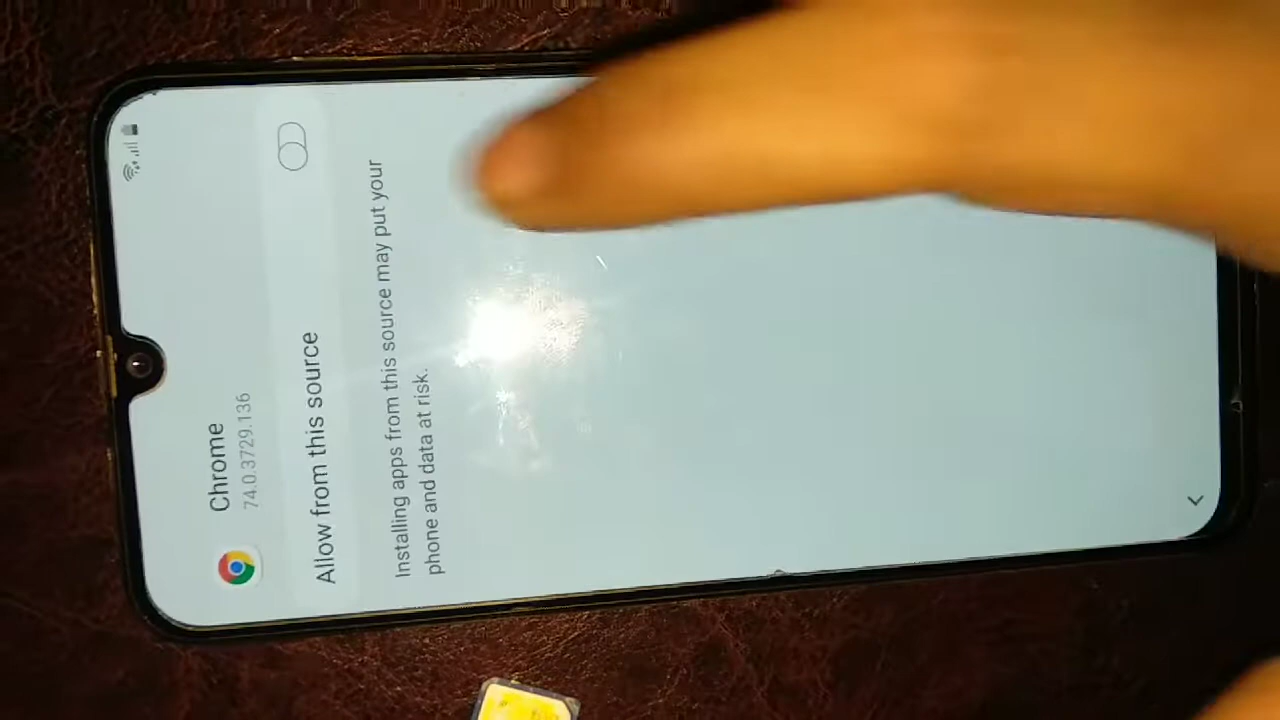 Chrome
74.0.3729.136
Allow from this source
Installing apps from this source may put your
phone and data at risk.